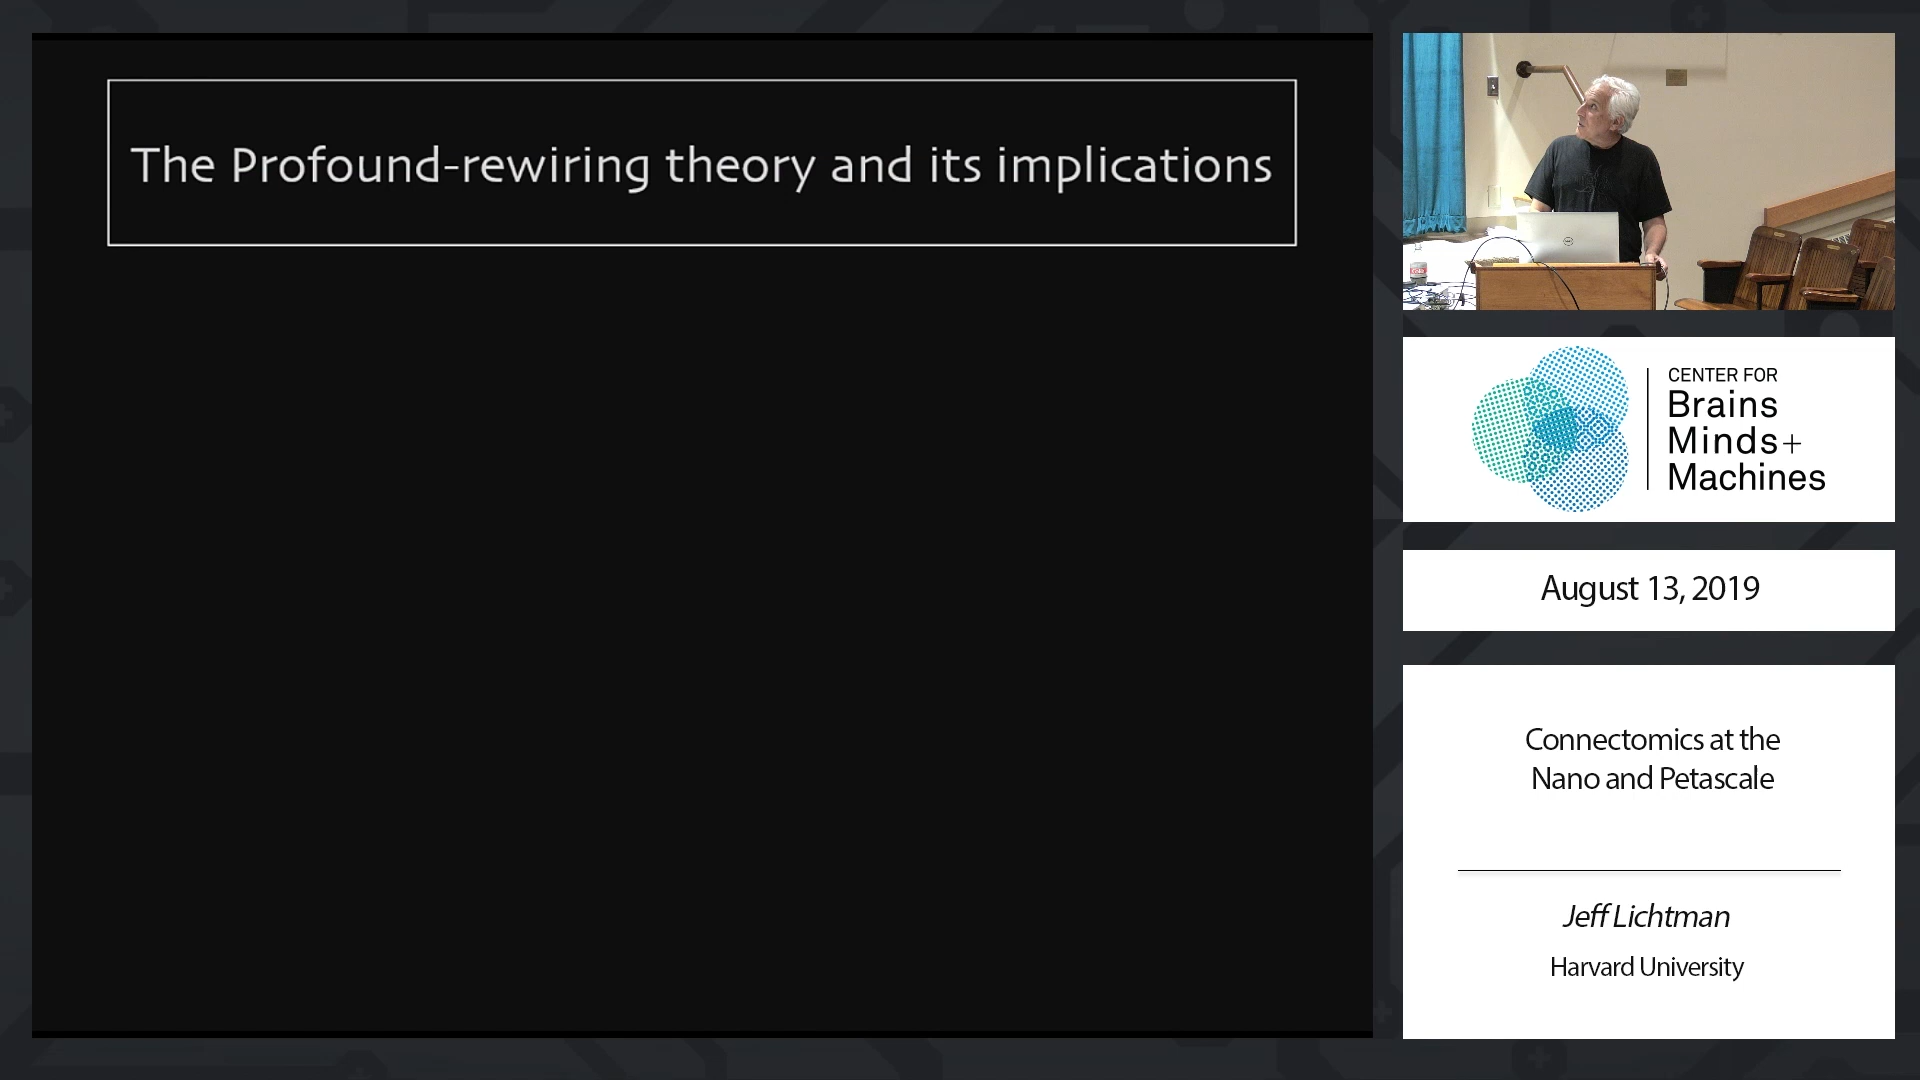 The Profound-rewiring theory and its implications
CENTER FOR
Brains
Minds+
Machines
August 13, 2019
Connectomics at the
Nano and Petascale
Jeff Lichtman
Harvard University